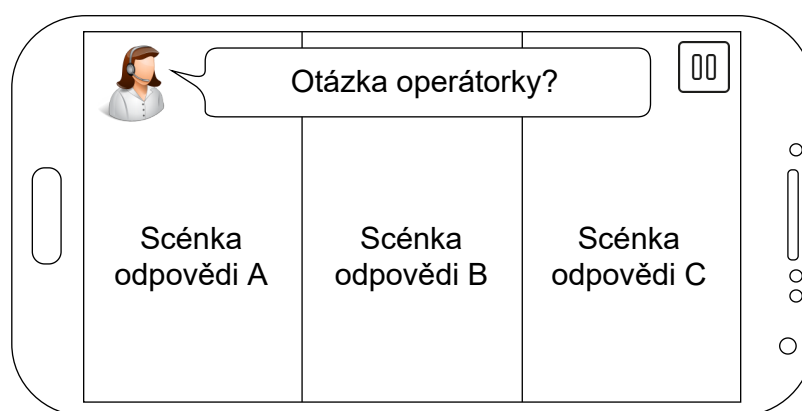 Otázka operátorky?
Scénka
odpovědi A
Scénka
odpovědi B
Scénka
odpovědi C